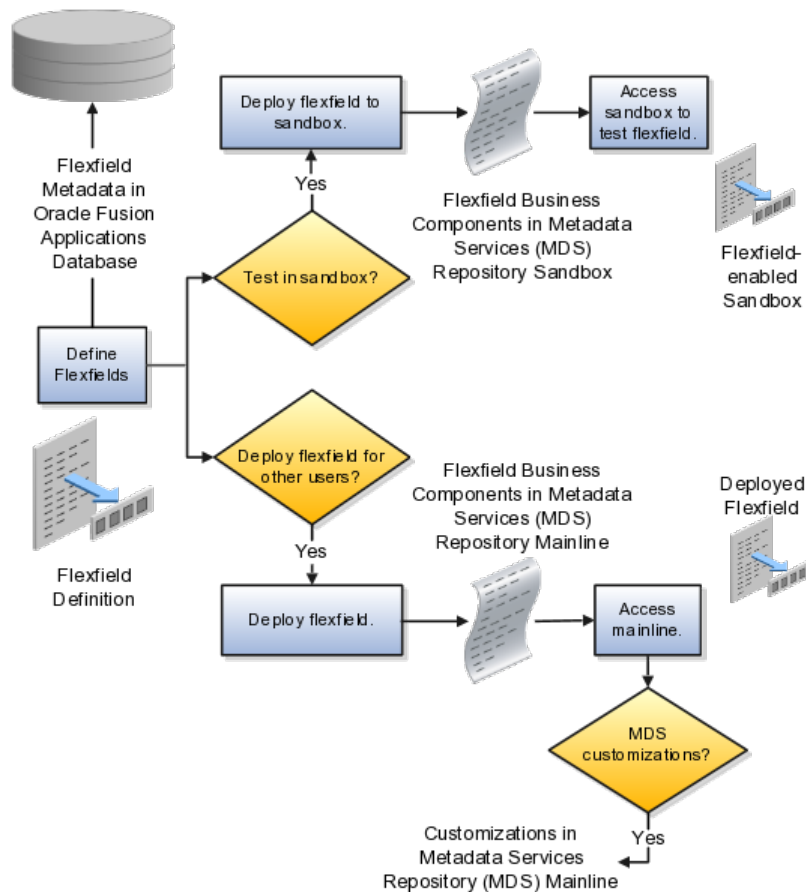 Deploy flexfield to
sandbox.
Access
sandbox to
test flexfield.
Flexfield
Metadata in
Oracle Fusion
Applications
Database
Yes
Flexfield Business
Components in Metadata
Services (MDS)
Repository Sandbox
Flexfield-
enabled
Sandbox
Test in sandbox?
Define
Flexfields
Deploy flexfield for
other users?
Flexfield Business
Components in Metadata
Services (MDS)
Repository Mainline
Deployed
Flexfield
Yes
Flexfield
Definition
Deploy flexfield.
Access
mainline.
MDS
customizations?
Yes
Customizations in
Metadata Services
Repository (MDS) Mainline